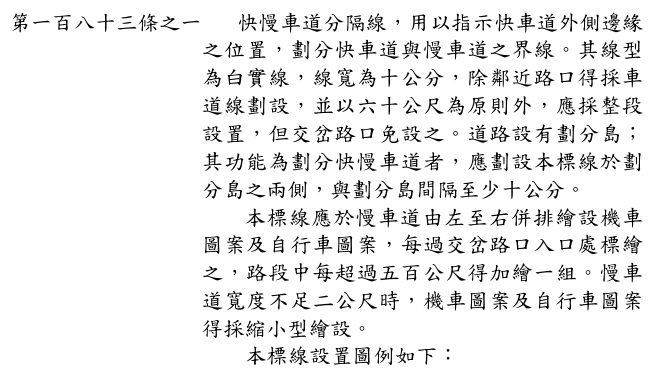 第一百八十三條之一　快慢車道分隔線，用以指示快車道外側邊緣
之位置，劃分快車道與慢車道之界線。其線型
為白實線，線寬為十公分，除鄰近路口得採車
道線劃設，並以六十公尺為原則外，應採整段
設置，但交岔路口免設之。道路設有劃分島；
其功能為劃分快慢車道者，應劃設本標線於劃
分島之兩側，與劃分島間隔至少十公分。
本標線應於慢車道由左至右併排繪設機車
圖案及自行車圖案，每過交岔路口入口處標繪
之，路段中每超過五百公尺得加繪一組。慢車
道寬度不足二公尺時，機車圖案及自行車圖案
得採縮小型繪設。
本標線設置圖例如下：